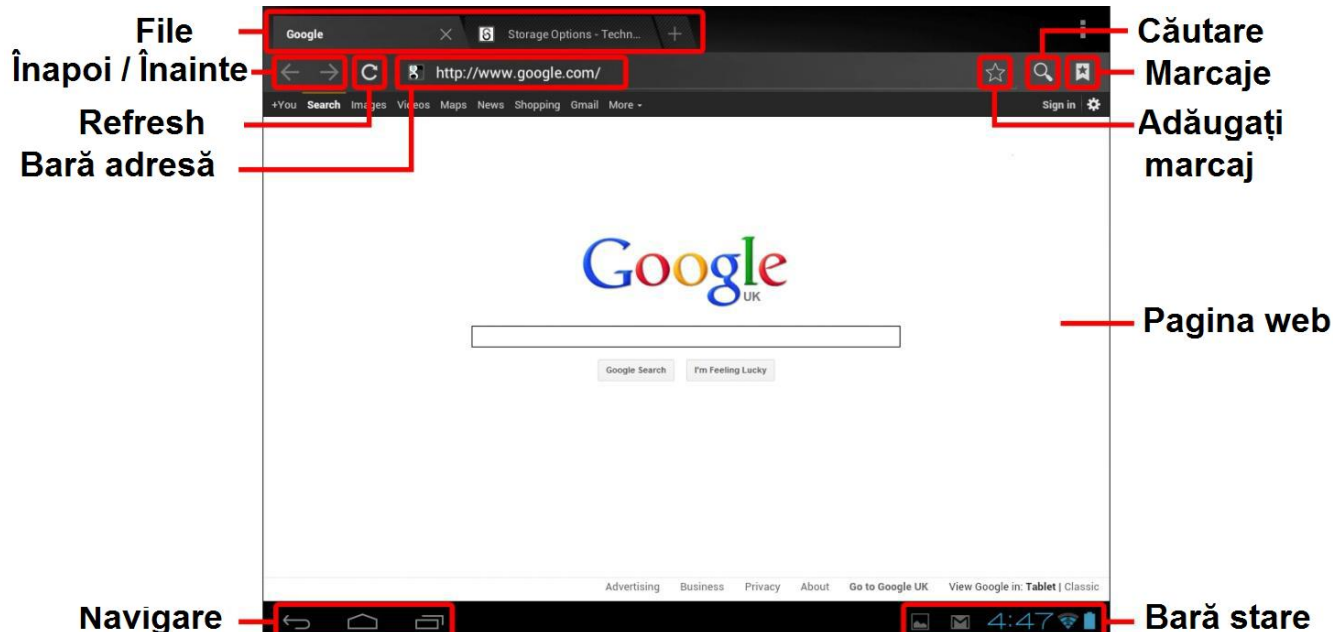 File
Înapoi / Înainte
Refresh
Bară adresă
Navigare
Google
Storage Options - Techn...
http://www.google.com/
+You Search Images Videos Maps News Shopping Gmail More
Sign in
Google
UK
Google Search
I'm Feeling Lucky
Advertising Business Privacy About Go to Google UK View Google in: Tablet | Classic
4:47
Căutare
Marcaje
Adăugați
marcaj
Pagina web
Bară stare